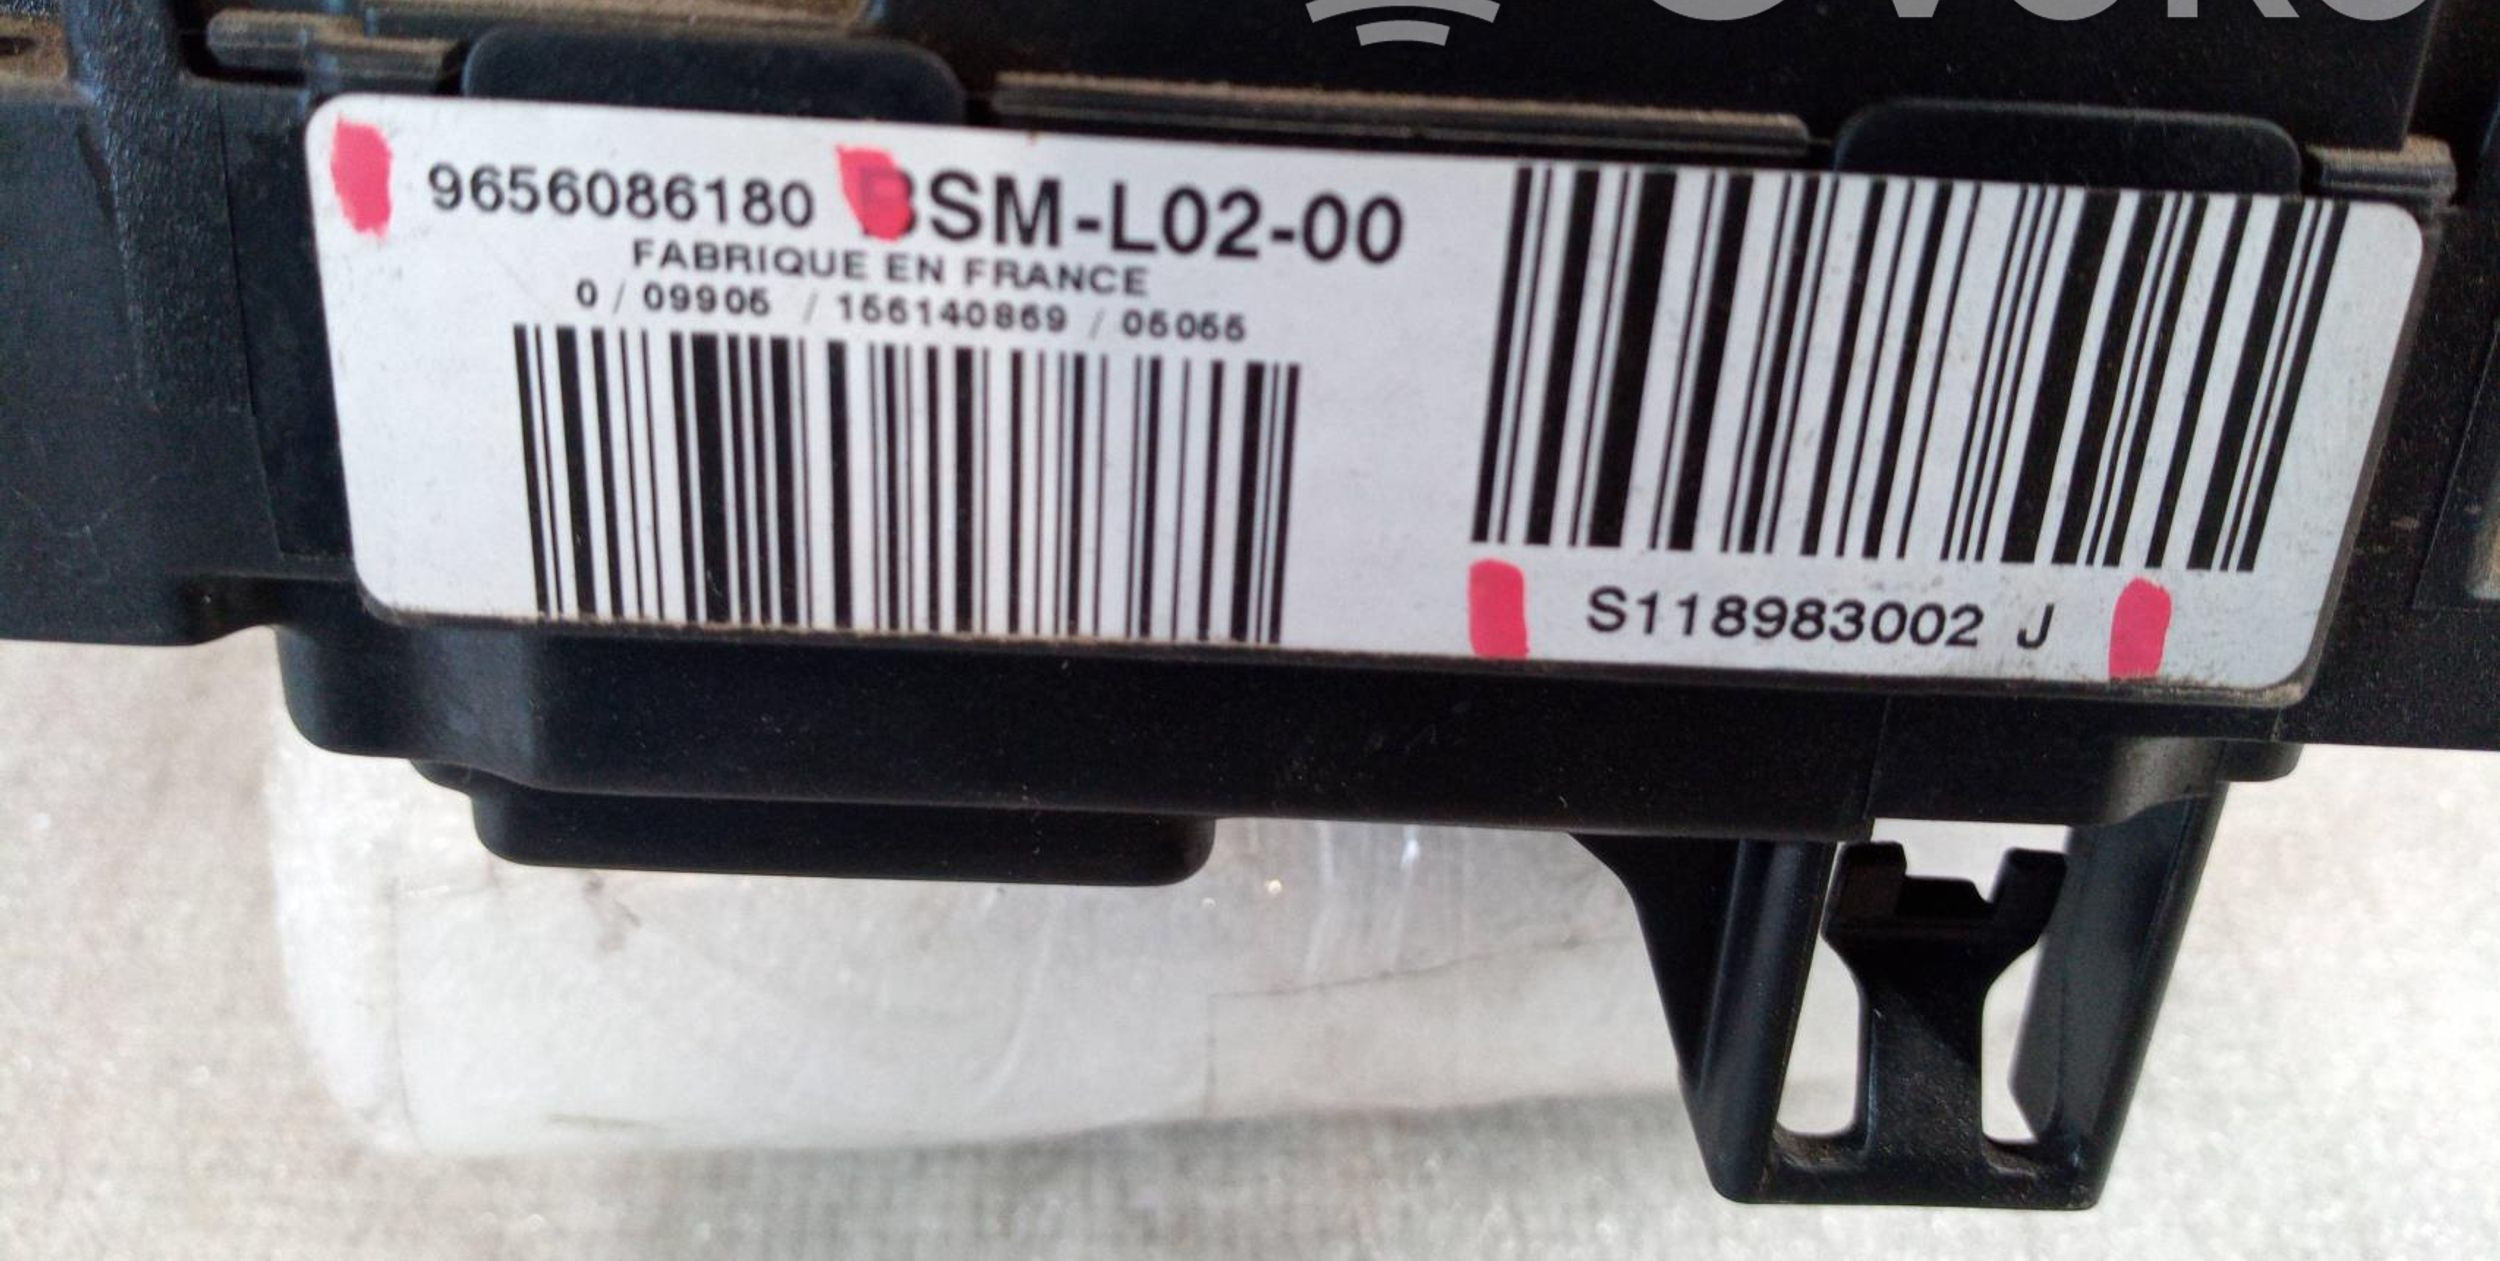 9656086180 BSM-L02-00
FABRIQUE EN FRANCE
0 / 09905 / 156140869 / 05055
S118983002 J